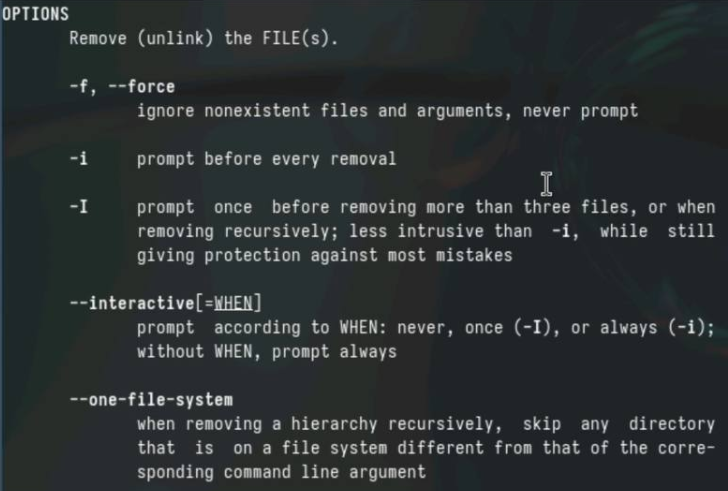 OPTIONS
Remove (unlink) the FILE(s).
-f, --force
ignore nonexistent files and arguments, never prompt
-i prompt before every removal
-I prompt once before removing more than three files, or when
removing recursively; less intrusive than -i, while still
giving protection against most mistakes
--interactive[=WHEN]
prompt according to WHEN: never, once (-I), or always (-i);
without WHEN, prompt always
--one-file-system
when removing a hierarchy recursively, skip any directory
that is on a file system different from that of the corre-
sponding command line argument